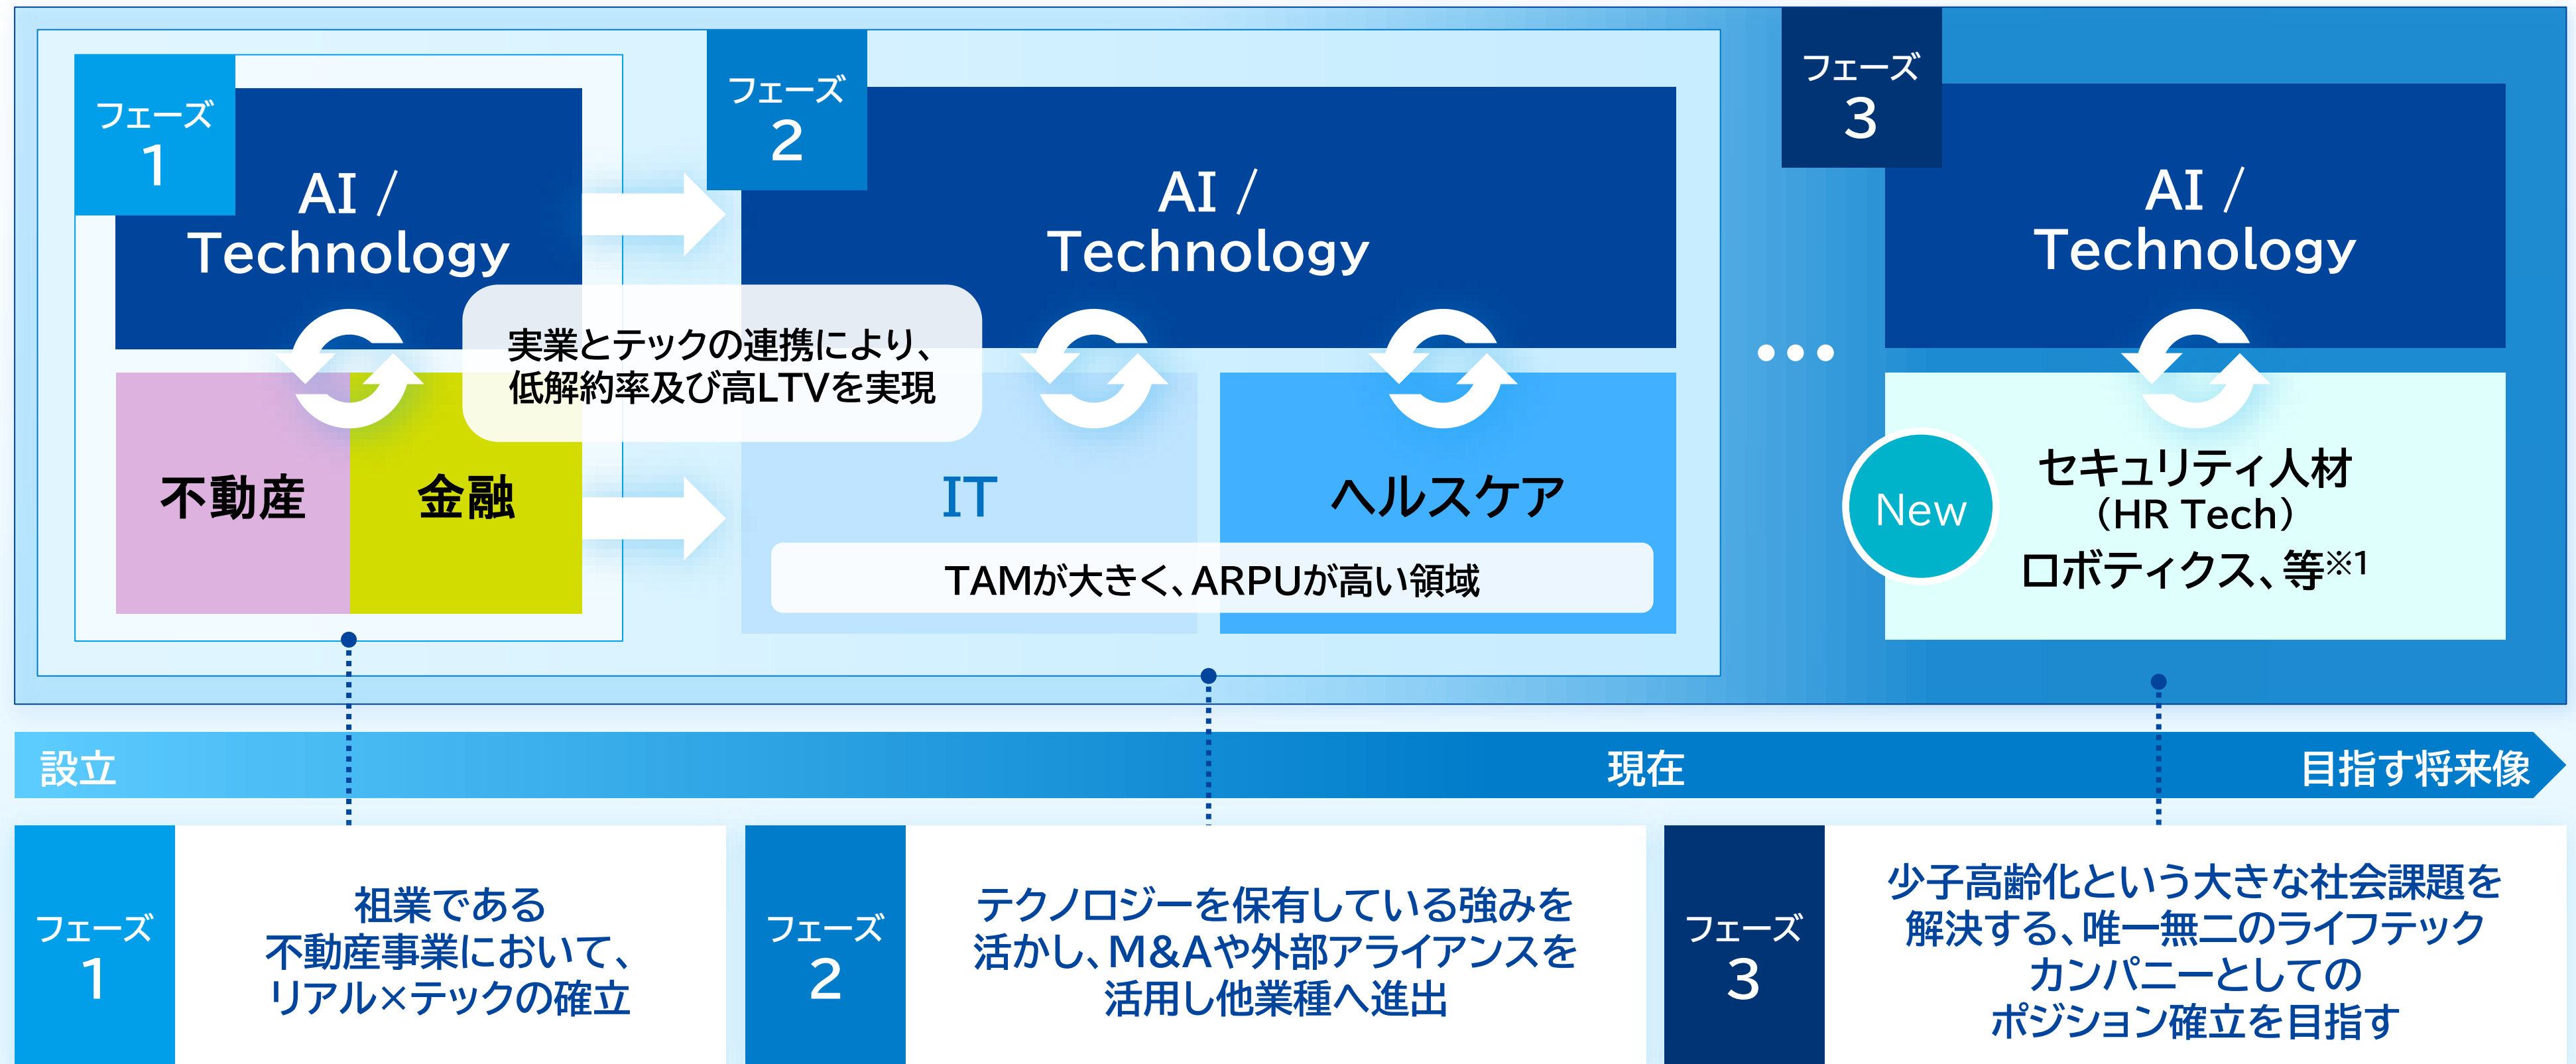 フェーズ
1
AI /
Technology
不動産
金融
実業とテックの連携により、
低解約率及び高LTVを実現
フェーズ
2
AI /
Technology
IT
ヘルスケア
TAMが大きく、ARPUが高い領域
フェーズ
3
AI /
Technology
New
セキュリティ人材
（HR Tech）
ロボティクス、等※1
設立
現在
目指す将来像
フェーズ
1
祖業である
不動産事業において、
リアル×テックの確立
フェーズ
2
テクノロジーを保有している強みを
活かし、M&Aや外部アライアンスを
活用し他業種へ進出
フェーズ
3
少子高齢化という大きな社会課題を
解決する、唯一無二のライフテック
カンパニーとしての
ポジション確立を目指す